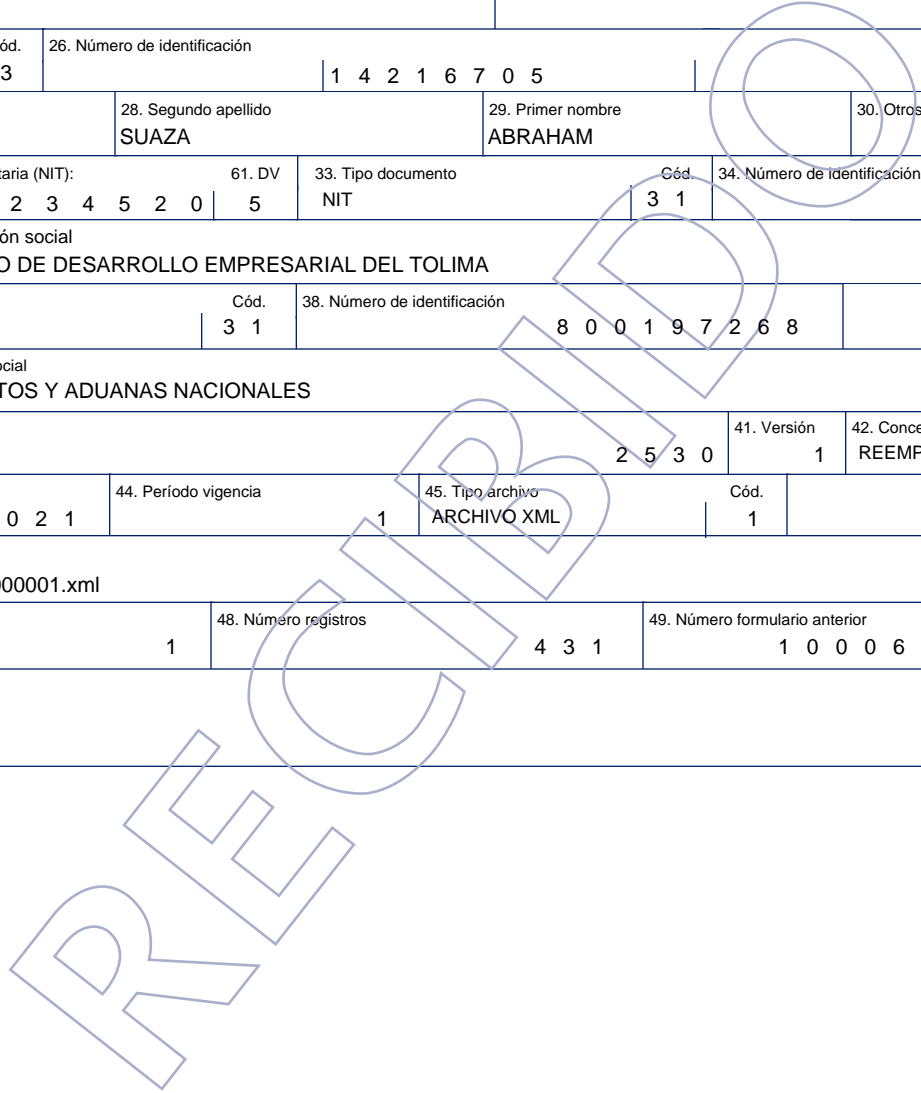 ód. 26. Número de identificación
3 1 4 2 1 6 7 0 5
28. Segundo apellido 29. Primer nombre 30. Otros
SUAZA ABRAHAM
taria (NIT): 61. DV 33. Tipo documento Cód. 34. Número de identificación
2 3 4 5 2 0 5 NIT 3 1
ón social
O DE DESARROLLO EMPRESARIAL DEL TOLIMA
Cód. 38. Número de identificación
3 1 8 0 0 1 9 7 2 6 8
ocial
TOS Y ADUANAS NACIONALES
41. Versión 42. Conce
2 5 3 0 1 REEMP
44. Período vigencia 45. Tipo archivo Cód.
0 2 1 1 ARCHIVO XML 1
000001.xml
48. Número registros 49. Número formulario anterior
1 4 3 1 1 0 0 0 6
RECIBIDO